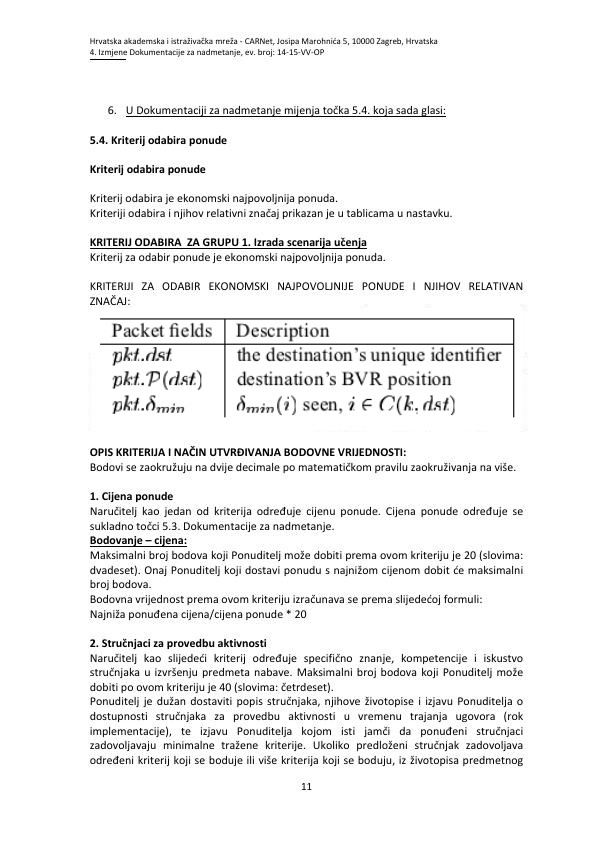 Hrvatska akademska i istraživačka mreža - CARNet, Josipa Marohnića 5, 10000 Zagreb, Hrvatska
4. Izmjene Dokumentacije za nadmetanje, ev. broj: 14-15-VV-OP
6. U Dokumentaciji za nadmetanje mijenja točka 5.4. koja sada glasi:
5.4. Kriterij odabira ponude
Kriterij odabira ponude
Kriterij odabira je ekonomski najpovoljnija ponuda.
Kriteriji odabira i njihov relativni značaj prikazan je u tablicama u nastavku.
KRITERIJ ODABIRA ZA GRUPU 1. Izrada scenarija učenja
Kriterij za odabir ponude je ekonomski najpovoljnija ponuda.
KRITERIJI ZA ODABIR EKONOMSKI NAJPOVOLJNIJE PONUDE I NJIHOV RELATIVAN
ZNAČAJ:
Packet fields Description
pkt.dst the destination's unique identifier
pkt.P(dst) destination's BVR position
pkt.δmin δmin(i) seen, i ∈ C(k, dst)
OPIS KRITERIJA I NAČIN UTVRĐIVANJA BODOVNE VRIJEDNOSTI:
Bodovi se zaokružuju na dvije decimale po matematičkom pravilu zaokruživanja na više.
1. Cijena ponude
Naručitelj kao jedan od kriterija određuje cijenu ponude. Cijena ponude određuje se
sukladno točci 5.3. Dokumentacije za nadmetanje.
Bodovanje – cijena:
Maksimalni broj bodova koji Ponuditelj može dobiti prema ovom kriteriju je 20 (slovima:
dvadeset). Onaj Ponuditelj koji dostavi ponudu s najnižom cijenom dobit će maksimalni
broj bodova.
Bodovna vrijednost prema ovom kriteriju izračunava se prema slijedećoj formuli:
Najniža ponuđena cijena/cijena ponude * 20
2. Stručnjaci za provedbu aktivnosti
Naručitelj kao slijedeći kriterij određuje specifično znanje, kompetencije i iskustvo
stručnjaka u izvršenju predmeta nabave. Maksimalni broj bodova koji Ponuditelj može
dobiti po ovom kriteriju je 40 (slovima: četrdeset).
Ponuditelj je dužan dostaviti popis stručnjaka, njihove životopise i izjavu Ponuditelja o
dostupnosti stručnjaka za provedbu aktivnosti u vremenu trajanja ugovora (rok
implementacije), te izjavu Ponuditelja kojom isti jamči da ponuđeni stručnjaci
zadovoljavaju minimalne tražene kriterije. Ukoliko predloženi stručnjak zadovoljava
određeni kriterij koji se boduje ili više kriterija koji se boduju, iz životopisa predmetnog
11